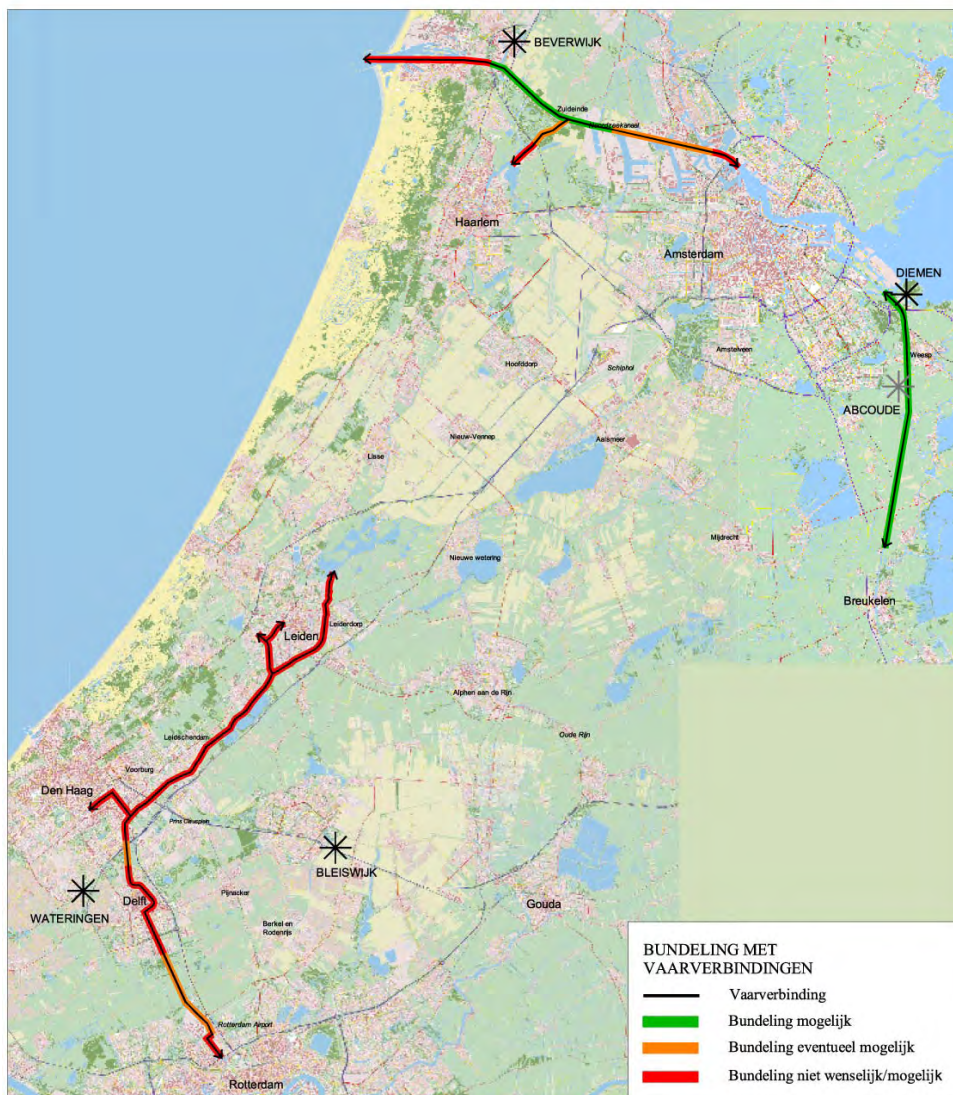 BEVERWIJK
Zuideinde
Noordzeekanaal
Haarlem
Amsterdam
DIEMEN
Weesp
Amstelveen
Hoofddorp
Schiphol
ABCOUDE
Nieuw-Vennep
Aalsmeer
Lisse
Mijdrecht
Nieuwe watering
Breukelen
Leiderdorp
Leiden
Alphen aan de Rijn
Oude Rijn
Leidschendam
Voorburg
Den Haag
Prins Clausplein
BLEISWIJK
WATERINGEN
Delft
Pijnacker
Gouda
Berkel en
Rodenrijs
Rotterdam Airport
Rotterdam
BUNDELING MET
VAARVERBINDINGEN
Vaarverbinding
Bundeling mogelijk
Bundeling eventueel mogelijk
Bundeling niet wenselijk/mogelijk